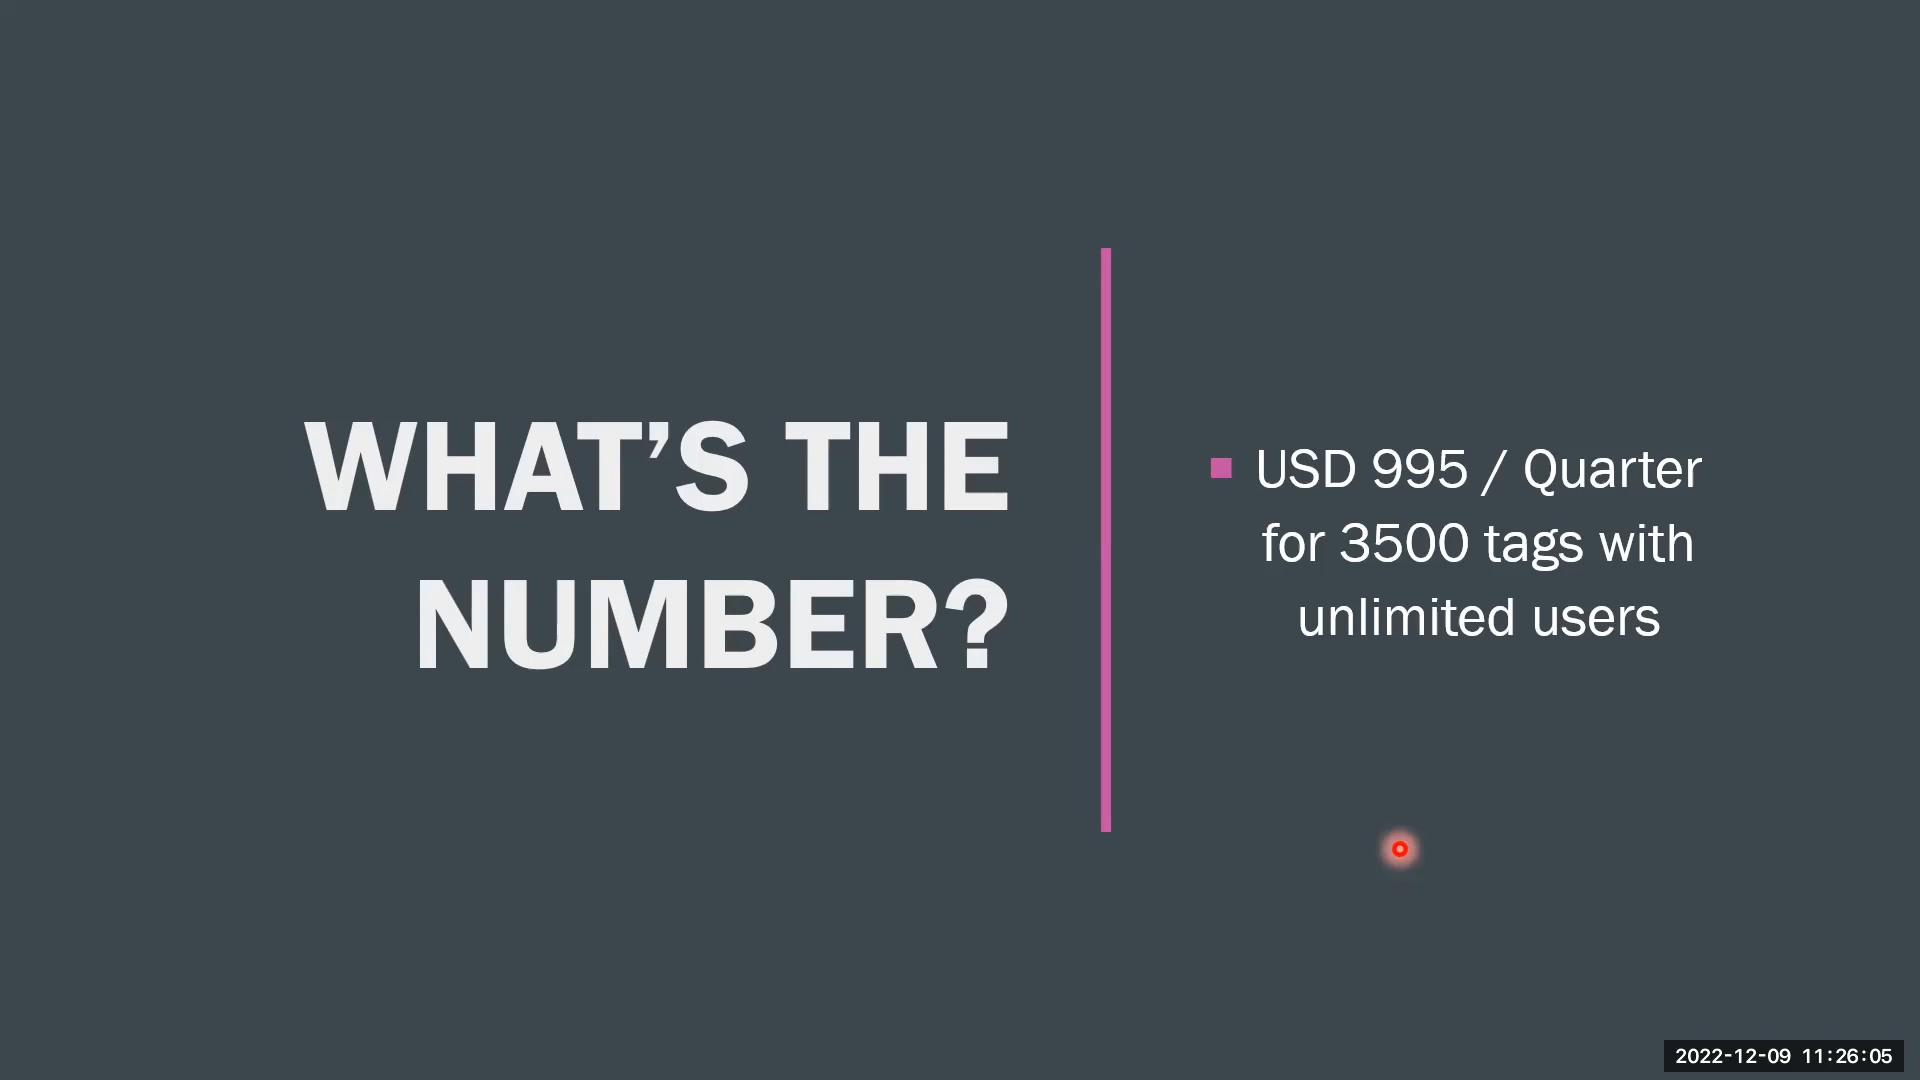 WHAT’S THE
NUMBER?
USD 995 / Quarter
for 3500 tags with
unlimited users
2022-12-09 11:26:05